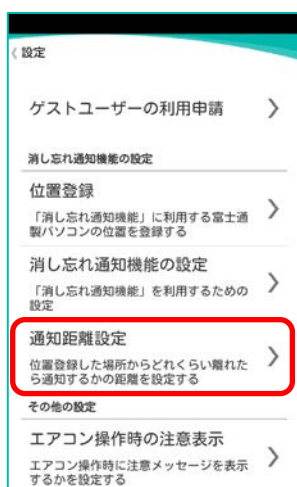 設定
ゲストユーザーの利用申請
消し忘れ通知機能の設定
位置登録
「消し忘れ通知機能」に利用する富士通
製パソコンの位置を登録する
消し忘れ通知機能の設定
「消し忘れ通知機能」を利用するための
設定
通知距離設定
位置登録した場所からどれくらい離れた
ら通知するかの距離を設定する
その他の設定
エアコン操作時の注意表示
エアコン操作時に注意メッセージを表示
するかを設定する